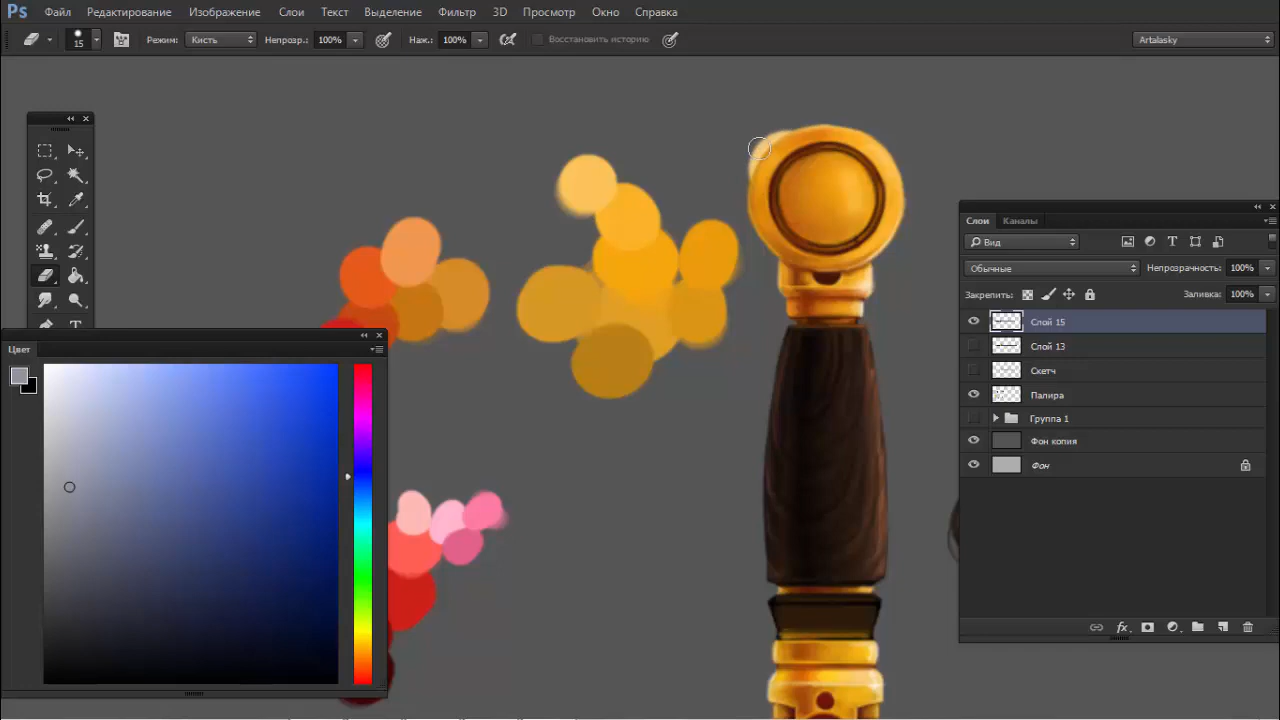 Ps Файл Редактирование Изображение Слои Текст Выделение Фильтр 3D Просмотр Окно Справка
15 Режим: Кисть Непрозр.: 100% Наж.: 100% Восстановить историю Artalasky
Слои Каналы
Вид
Обычные Непрозрачность: 100%
Закрепить: Заливка: 100%
Слой 15
Слой 13
Скетч
Палира
Группа 1
Фон копия
Фон
Цвет